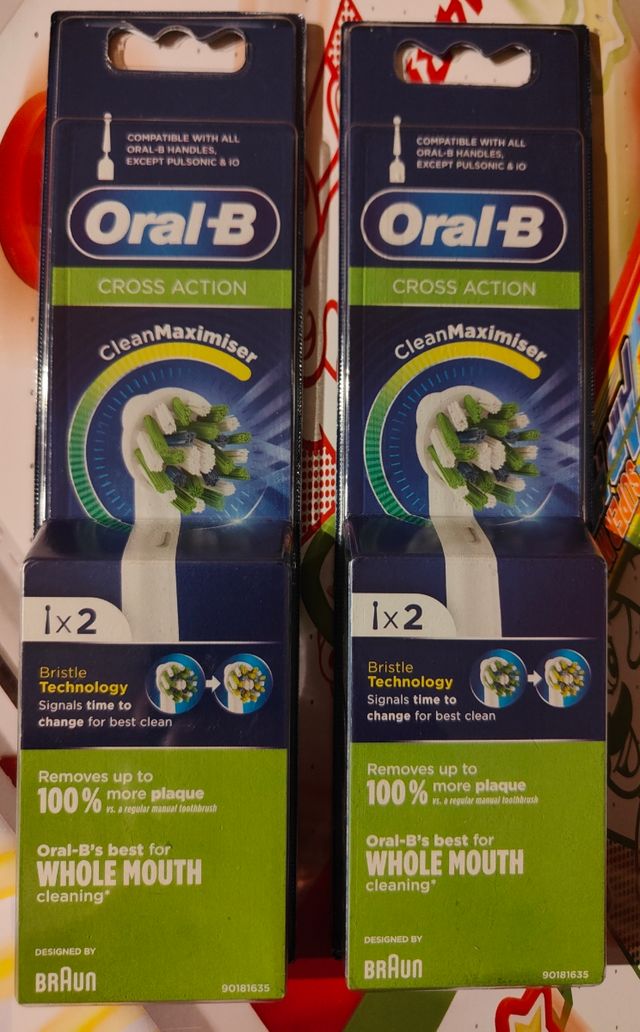 COMPATIBLE WITH ALL
ORAL-B HANDLES,
EXCEPT PULSONIC & iO
Oral-B
CROSS ACTION
CleanMaximiser
x2
Bristle
Technology
Signals time to
change for best clean
Removes up to
100% more plaque
vs. a regular manual toothbrush
Oral-B's best for
WHOLE MOUTH
cleaning*
DESIGNED BY
BRAUN
90181635
COMPATIBLE WITH ALL
ORAL-B HANDLES,
EXCEPT PULSONIC & iO
Oral-B
CROSS ACTION
CleanMaximiser
x2
Bristle
Technology
Signals time to
change for best clean
Removes up to
100% more plaque
vs. a regular manual toothbrush
Oral-B's best for
WHOLE MOUTH
cleaning*
DESIGNED BY
BRAUN
90181635